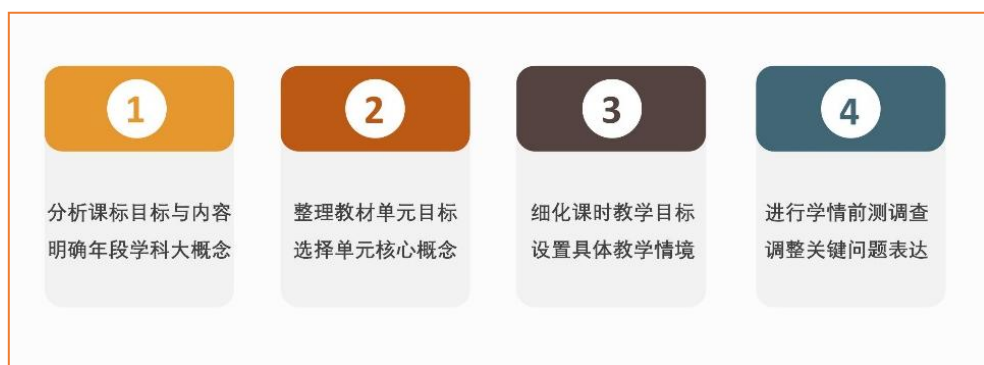 1
分析课标目标与内容
明确年段学科大概念
2
整理教材单元目标
选择单元核心概念
3
细化课时教学目标
设置具体教学情境
4
进行学情前测调查
调整关键问题表达